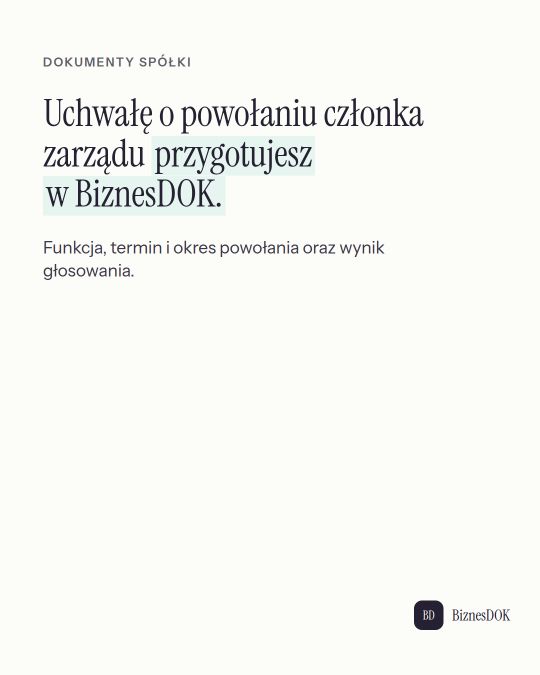 DOKUMENTY SPÓŁKI
Uchwałę o powołaniu członka
zarządu przygotujesz
w BiznesDOK.
Funkcja, termin i okres powołania oraz wynik
głosowania.
BD BiznesDOK